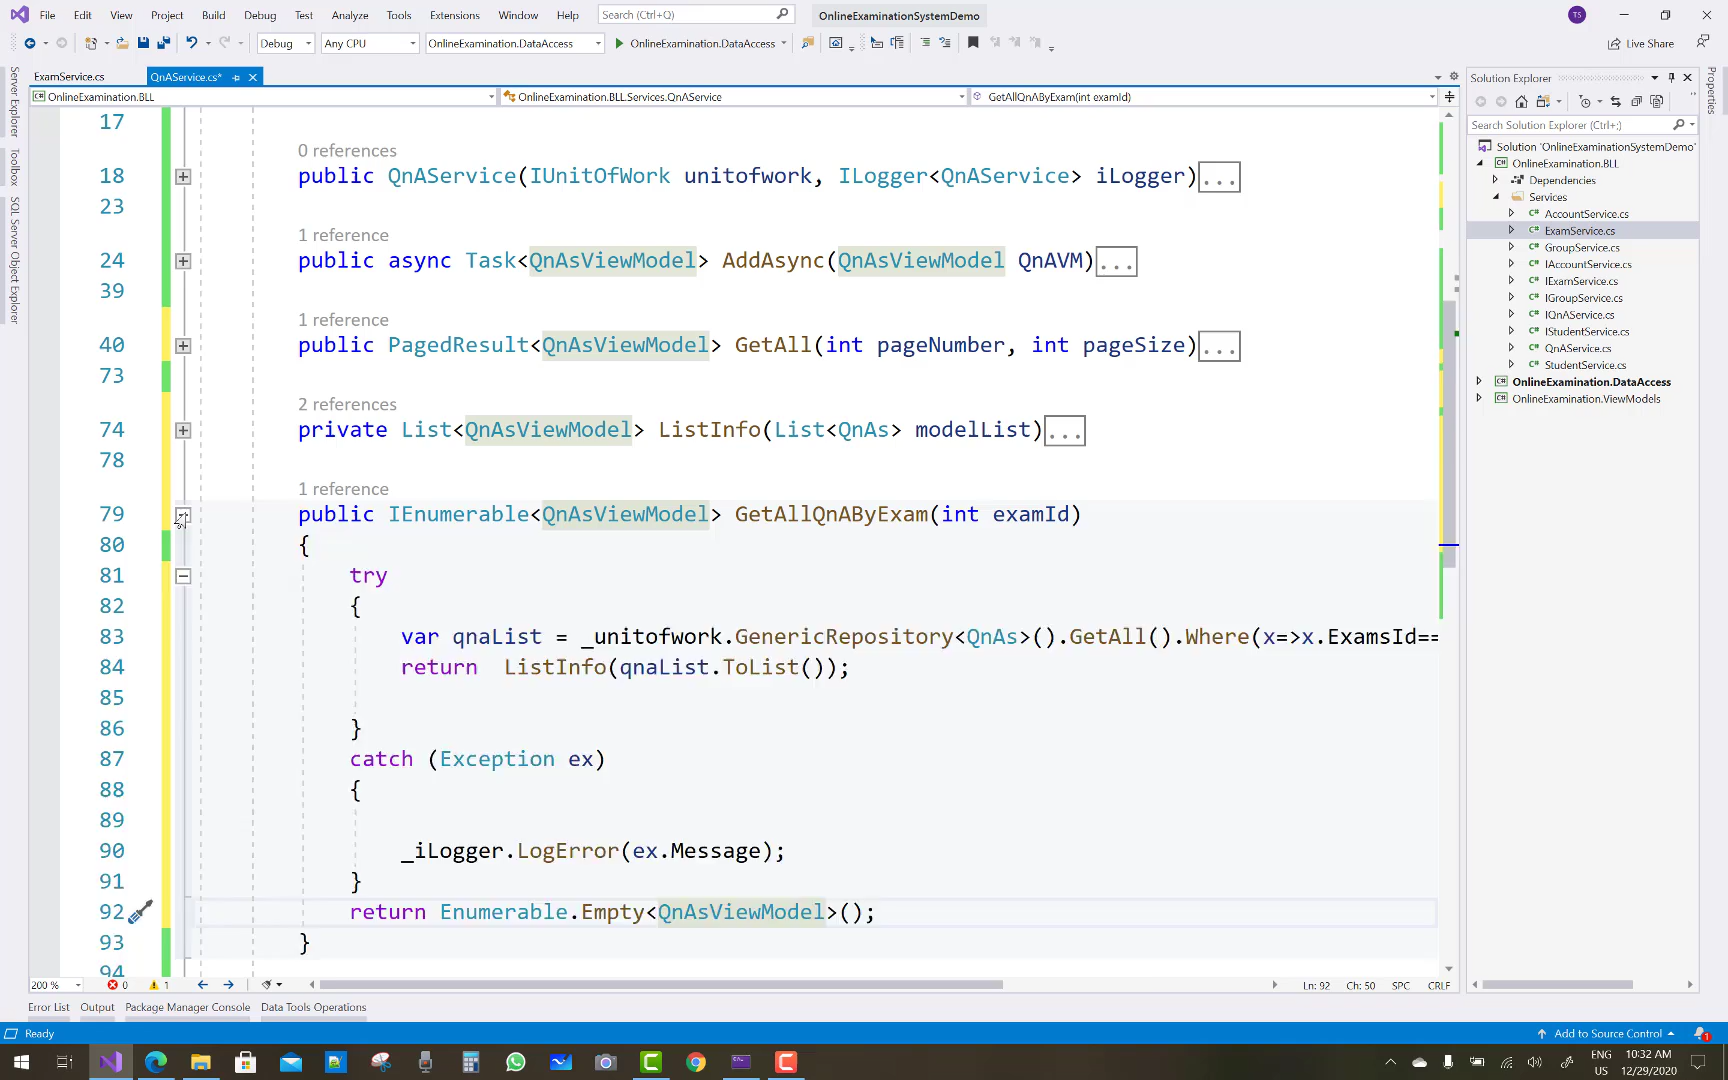 File Edit View Project Build Debug Test Analyze Tools Extensions Window Help Search (Ctrl+Q) OnlineExaminationSystemDemo TS
Debug Any CPU OnlineExamination.DataAccess OnlineExamination.DataAccess Live Share
ExamService.cs QnAService.cs*
OnlineExamination.BLL OnlineExamination.BLL.Services.QnAService GetAllQnAByExam(int examId)
Server Explorer
Toolbox
SQL Server Object Explorer
17
0 references
18 public QnAService(IUnitOfWork unitofwork, ILogger<QnAService> iLogger)...
23
1 reference
24 public async Task<QnAsViewModel> AddAsync(QnAsViewModel QnAVM)...
39
1 reference
40 public PagedResult<QnAsViewModel> GetAll(int pageNumber, int pageSize)...
73
2 references
74 private List<QnAsViewModel> ListInfo(List<QnAs> modelList)...
78
1 reference
79 public IEnumerable<QnAsViewModel> GetAllQnAByExam(int examId)
80 {
81 try
82 {
83 var qnaList = _unitofwork.GenericRepository<QnAs>().GetAll().Where(x=>x.ExamsId==
84 return ListInfo(qnaList.ToList());
85
86 }
87 catch (Exception ex)
88 {
89
90 _iLogger.LogError(ex.Message);
91 }
92 return Enumerable.Empty<QnAsViewModel>();
93 }
94
200 % 0 1 Ln: 92 Ch: 50 SPC CRLF
Error List Output Package Manager Console Data Tools Operations
Ready Add to Source Control 1
Solution Explorer
Search Solution Explorer (Ctrl+;)
Solution 'OnlineExaminationSystemDemo'
OnlineExamination.BLL
Dependencies
Services
AccountService.cs
ExamService.cs
GroupService.cs
IAccountService.cs
IExamService.cs
IGroupService.cs
IQnAService.cs
IStudentService.cs
QnAService.cs
StudentService.cs
OnlineExamination.DataAccess
OnlineExamination.ViewModels
Properties
ENG
US
10:32 AM
12/29/2020